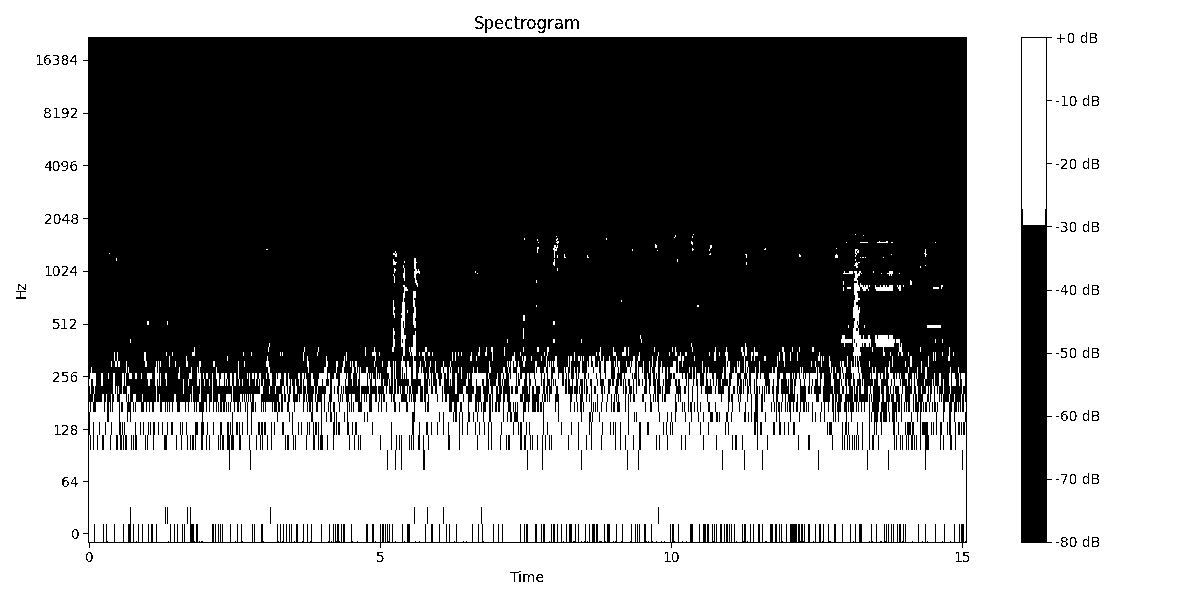 Spectrogram
16384
8192
4096
2048
1024
512
256
128
64
0
Hz
0
5
10
15
Time
+0 dB
-10 dB
-20 dB
-30 dB
-40 dB
-50 dB
-60 dB
-70 dB
-80 dB